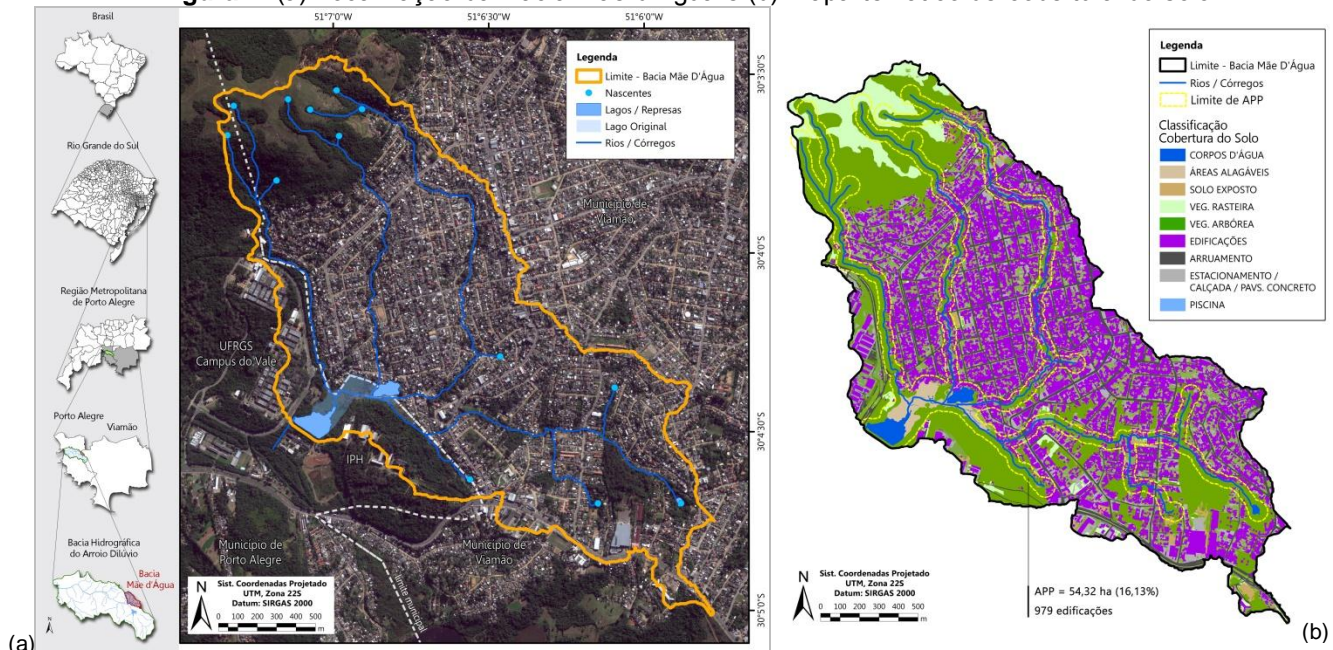 Brasil
Rio Grande do Sul
Região Metropolitana
de Porto Alegre
Porto Alegre
Viamão
Bacia Hidrográfica
do Arroio Dilúvio
Bacia
Mãe d'Água
N
(a)
51°7'0"W
51°6'30"W
51°6'0"W
Legenda
Limite - Bacia Mãe D'Água
Nascentes
Lagos / Represas
Lago Original
Rios / Córregos
30°3'30"S
30°4'0"S
30°4'30"S
30°5'0"S
Município de
Viamão
UFRGS
Campus do Vale
IPH
Município de
Porto Alegre
Município de
Viamão
limite municipal
N
Sist. Coordenadas Projetado
UTM, Zona 22S
Datum: SIRGAS 2000
0 100 200 300 400 500
m
Legenda
Limite - Bacia Mãe D'Água
Rios / Córregos
Limite de APP
Classificação
Cobertura do Solo
CORPOS D'ÁGUA
ÁREAS ALAGÁVEIS
SOLO EXPOSTO
VEG. RASTEIRA
VEG. ARBÓREA
EDIFICAÇÕES
ARRUAMENTO
ESTACIONAMENTO /
CALÇADA / PAVS. CONCRETO
PISCINA
N
Sist. Coordenadas Projetado
UTM, Zona 22S
Datum: SIRGAS 2000
0 100 200 300 400 500
m
APP = 54,32 ha (16,13%)
979 edificações
(b)